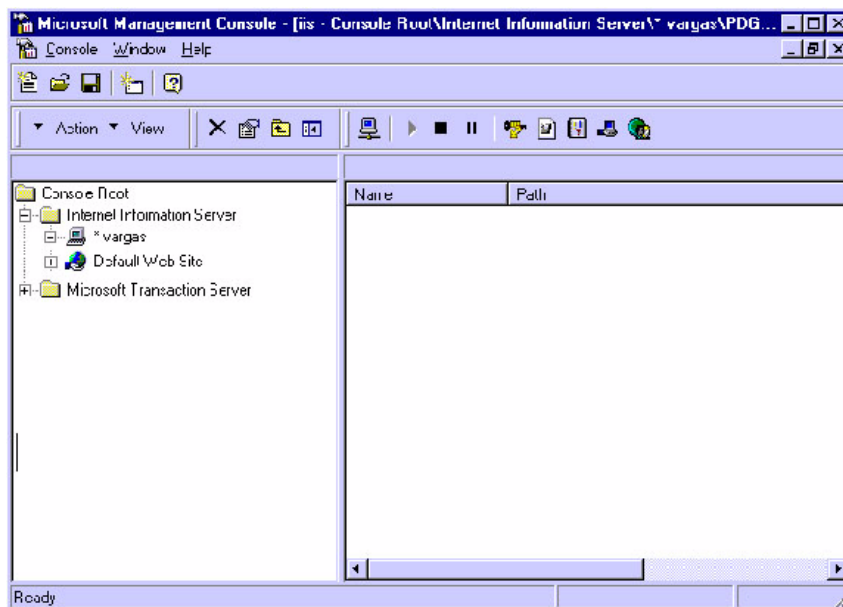 Microsoft Management Console - [iis - Console Root\Internet Information Server\* vargas\PDG...
Console Window Help
Action View
Name Path
Console Root
Internet Information Server
* vargas
Default Web Site
Microsoft Transaction Server
Ready